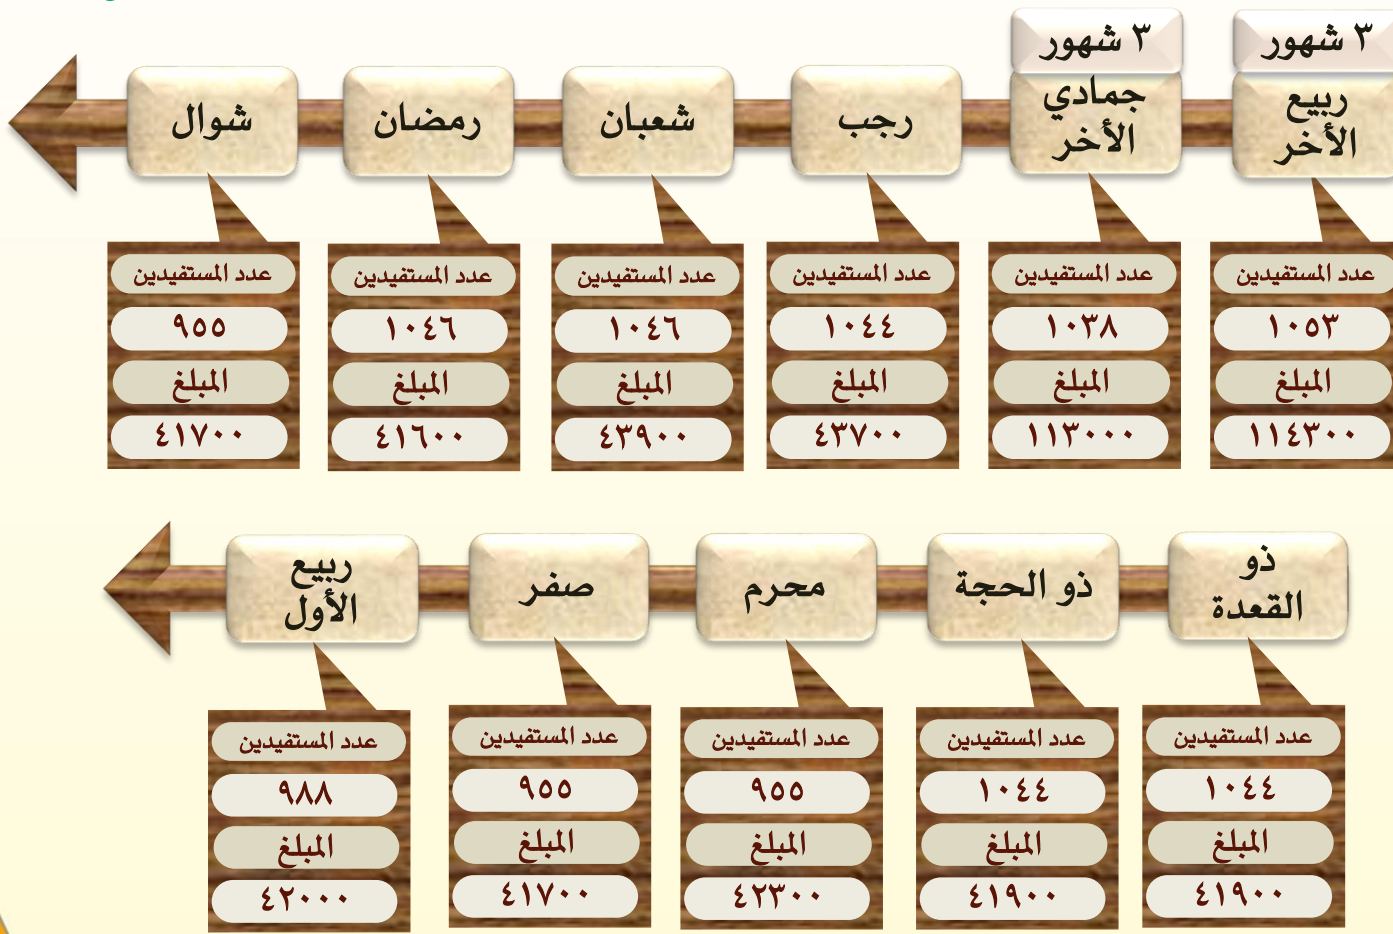 ٣ شهور
ربيع
الأخر
عدد المستفيدين
١٠٥٣
المبلغ
١١٤٣٠٠
٣ شهور
جمادي
الأخر
عدد المستفيدين
١٠٣٨
المبلغ
١١٣٠٠٠
رجب
عدد المستفيدين
١٠٤٤
المبلغ
٤٣٧٠٠
شعبان
عدد المستفيدين
١٠٤٦
المبلغ
٤٣٩٠٠
رمضان
عدد المستفيدين
١٠٤٦
المبلغ
٤١٦٠٠
شوال
عدد المستفيدين
٩٥٥
المبلغ
٤١٧٠٠
ذو
القعدة
عدد المستفيدين
١٠٤٤
المبلغ
٤١٩٠٠
ذو الحجة
عدد المستفيدين
١٠٤٤
المبلغ
٤١٩٠٠
محرم
عدد المستفيدين
٩٥٥
المبلغ
٤٢٣٠٠
صفر
عدد المستفيدين
٩٥٥
المبلغ
٤١٧٠٠
ربيع
الأول
عدد المستفيدين
٩٨٨
المبلغ
٤٢٠٠٠